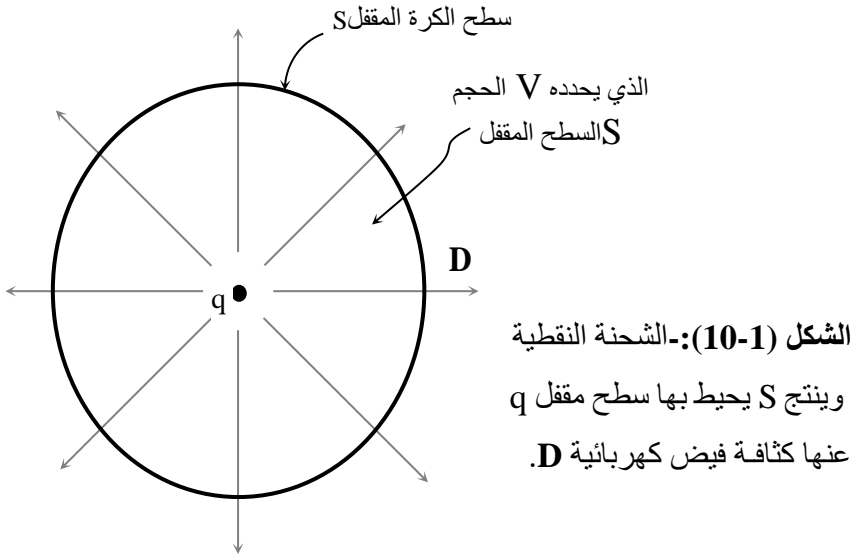 سطح الكرة المقفلS
الذي يحدده V الحجم
Sالسطح المقفل
D
q
الشكل (1-10):-الشحنة النقطية
وينتج S يحيط بها سطح مقفل q
عنها كثافة فيض كهربائية D.